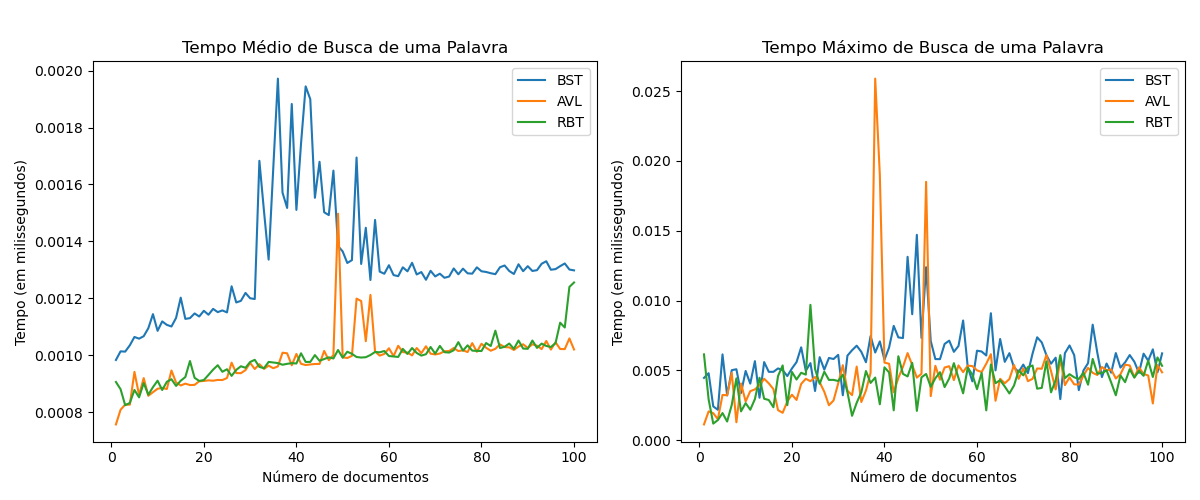 Tempo Médio de Busca de uma Palavra
Tempo (em milissegundos)
0.0020
0.0018
0.0016
0.0014
0.0012
0.0010
0.0008
BST
AVL
RBT
0 20 40 60 80 100
Número de documentos
Tempo Máximo de Busca de uma Palavra
Tempo (em milissegundos)
0.025
0.020
0.015
0.010
0.005
0.000
BST
AVL
RBT
0 20 40 60 80 100
Número de documentos